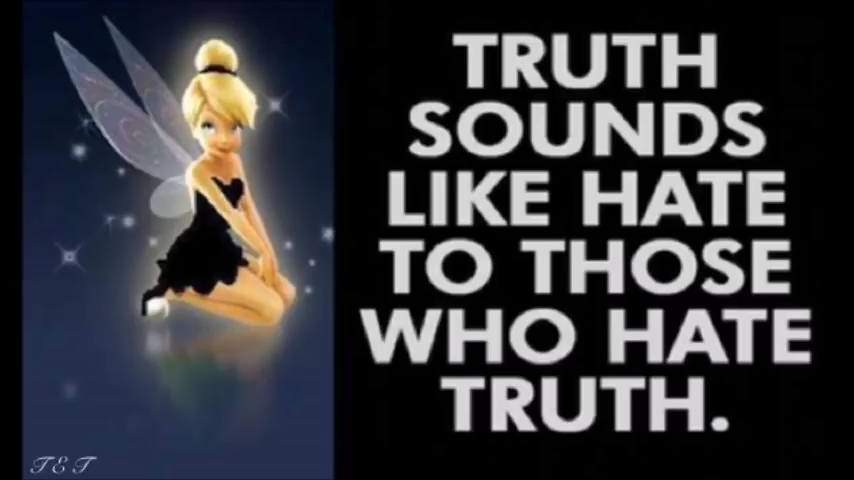 TRUTH
SOUNDS
LIKE HATE
TO THOSE
WHO HATE
TRUTH.
T&T